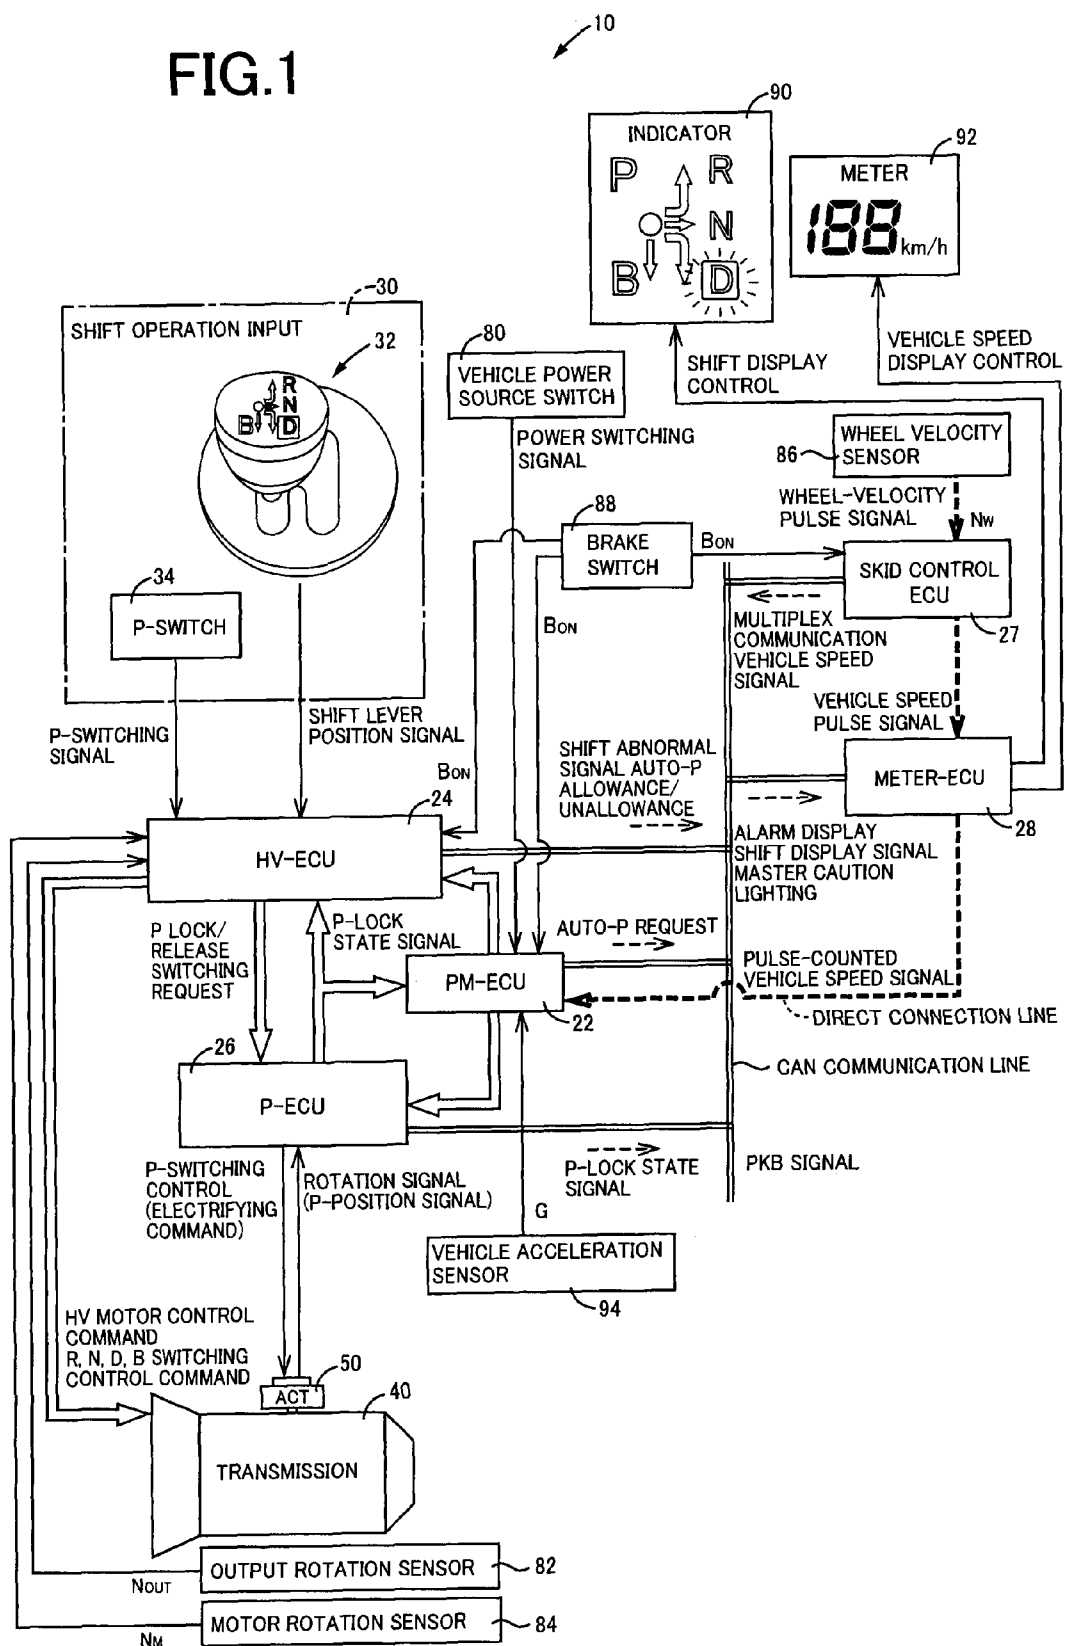 FIG.1
10
90
INDICATOR
P
R
N
B
D
92
METER
188
km/h
30
SHIFT OPERATION INPUT
32
R
N
B
D
80
VEHICLE POWER
SOURCE SWITCH
SHIFT DISPLAY
CONTROL
VEHICLE SPEED
DISPLAY CONTROL
POWER SWITCHING
SIGNAL
86
WHEEL VELOCITY
SENSOR
WHEEL-VELOCITY
PULSE SIGNAL
NW
88
BRAKE
SWITCH
BON
SKID CONTROL
ECU
27
34
P-SWITCH
BON
MULTIPLEX
COMMUNICATION
VEHICLE SPEED
SIGNAL
VEHICLE SPEED
PULSE SIGNAL
P-SWITCHING
SIGNAL
SHIFT LEVER
POSITION SIGNAL
BON
SHIFT ABNORMAL
SIGNAL AUTO-P
ALLOWANCE/
UNALLOWANCE
METER-ECU
28
24
HV-ECU
ALARM DISPLAY
SHIFT DISPLAY SIGNAL
MASTER CAUTION
LIGHTING
P LOCK/
RELEASE
SWITCHING
REQUEST
P-LOCK
STATE SIGNAL
AUTO-P REQUEST
PM-ECU
22
PULSE-COUNTED
VEHICLE SPEED SIGNAL
DIRECT CONNECTION LINE
26
P-ECU
CAN COMMUNICATION LINE
P-SWITCHING
CONTROL
(ELECTRIFYING
COMMAND)
ROTATION SIGNAL
(P-POSITION SIGNAL)
P-LOCK STATE
SIGNAL
PKB SIGNAL
G
VEHICLE ACCELERATION
SENSOR
94
HV MOTOR CONTROL
COMMAND
R, N, D, B SWITCHING
CONTROL COMMAND
50
ACT
40
TRANSMISSION
OUTPUT ROTATION SENSOR
82
NOUT
MOTOR ROTATION SENSOR
84
NM